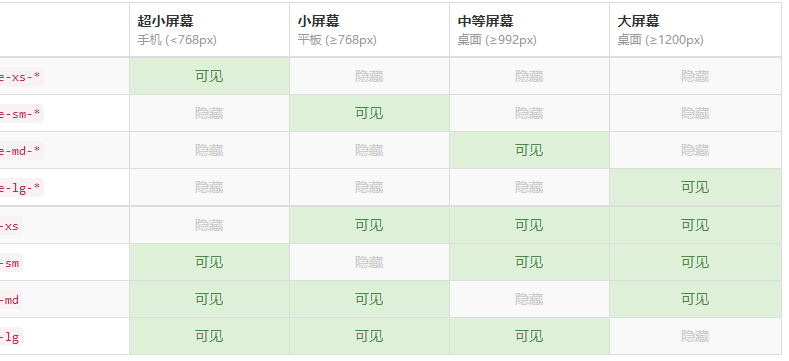 超小屏幕 小屏幕 中等屏幕 大屏幕
手机 (<768px) 平板 (≥768px) 桌面 (≥992px) 桌面 (≥1200px)
e-xs-* 可见 隐藏 隐藏 隐藏
e-sm-* 隐藏 可见 隐藏 隐藏
e-md-* 隐藏 隐藏 可见 隐藏
e-lg-* 隐藏 隐藏 隐藏 可见
-xs 隐藏 可见 可见 可见
-sm 可见 隐藏 可见 可见
-md 可见 可见 隐藏 可见
-lg 可见 可见 可见 隐藏